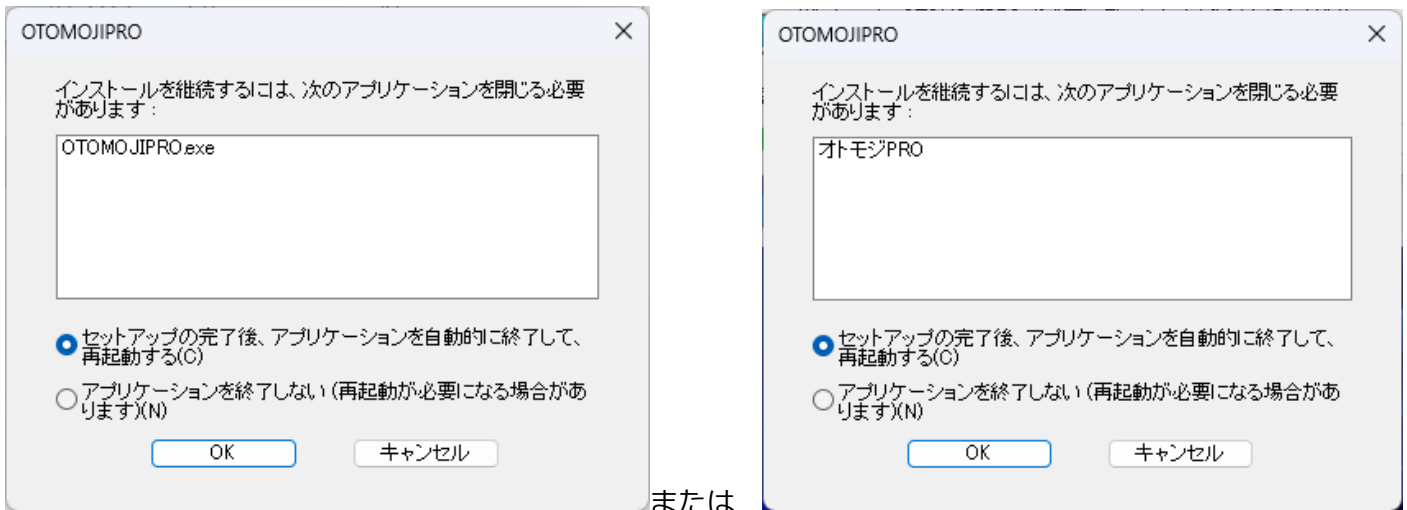 OTOMOJIPRO
インストールを継続するには、次のアプリケーションを閉じる必要
があります：
OTOMOJIPRO.exe
セットアップの完了後、アプリケーションを自動的に終了して、
再起動する(C)
アプリケーションを終了しない (再起動が必要になる場合があ
ります)(N)
OK
キャンセル
または
OTOMOJIPRO
インストールを継続するには、次のアプリケーションを閉じる必要
があります：
オトモジPRO
セットアップの完了後、アプリケーションを自動的に終了して、
再起動する(C)
アプリケーションを終了しない (再起動が必要になる場合があ
ります)(N)
OK
キャンセル